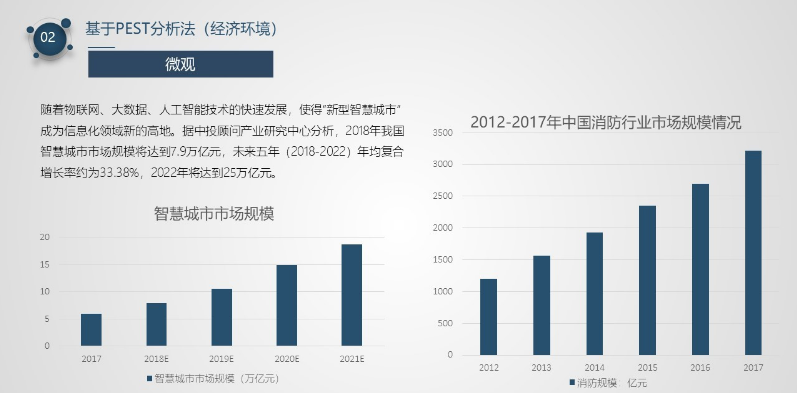 02
基于PEST分析法（经济环境）
微观
随着物联网、大数据、人工智能技术的快速发展，使得“新型智慧城市”
成为信息化领域新的高地。据中投顾问产业研究中心分析，2018年我国
智慧城市市场规模将达到7.9万亿元，未来五年（2018-2022）年均复合
增长率约为33.38%，2022年将达到25万亿元。
智慧城市市场规模
20
15
10
5
0
2017 2018E 2019E 2020E 2021E
智慧城市市场规模（万亿元）
2012-2017年中国消防行业市场规模情况
3500
3000
2500
2000
1500
1000
500
0
2012 2013 2014 2015 2016 2017
消防规模 亿元